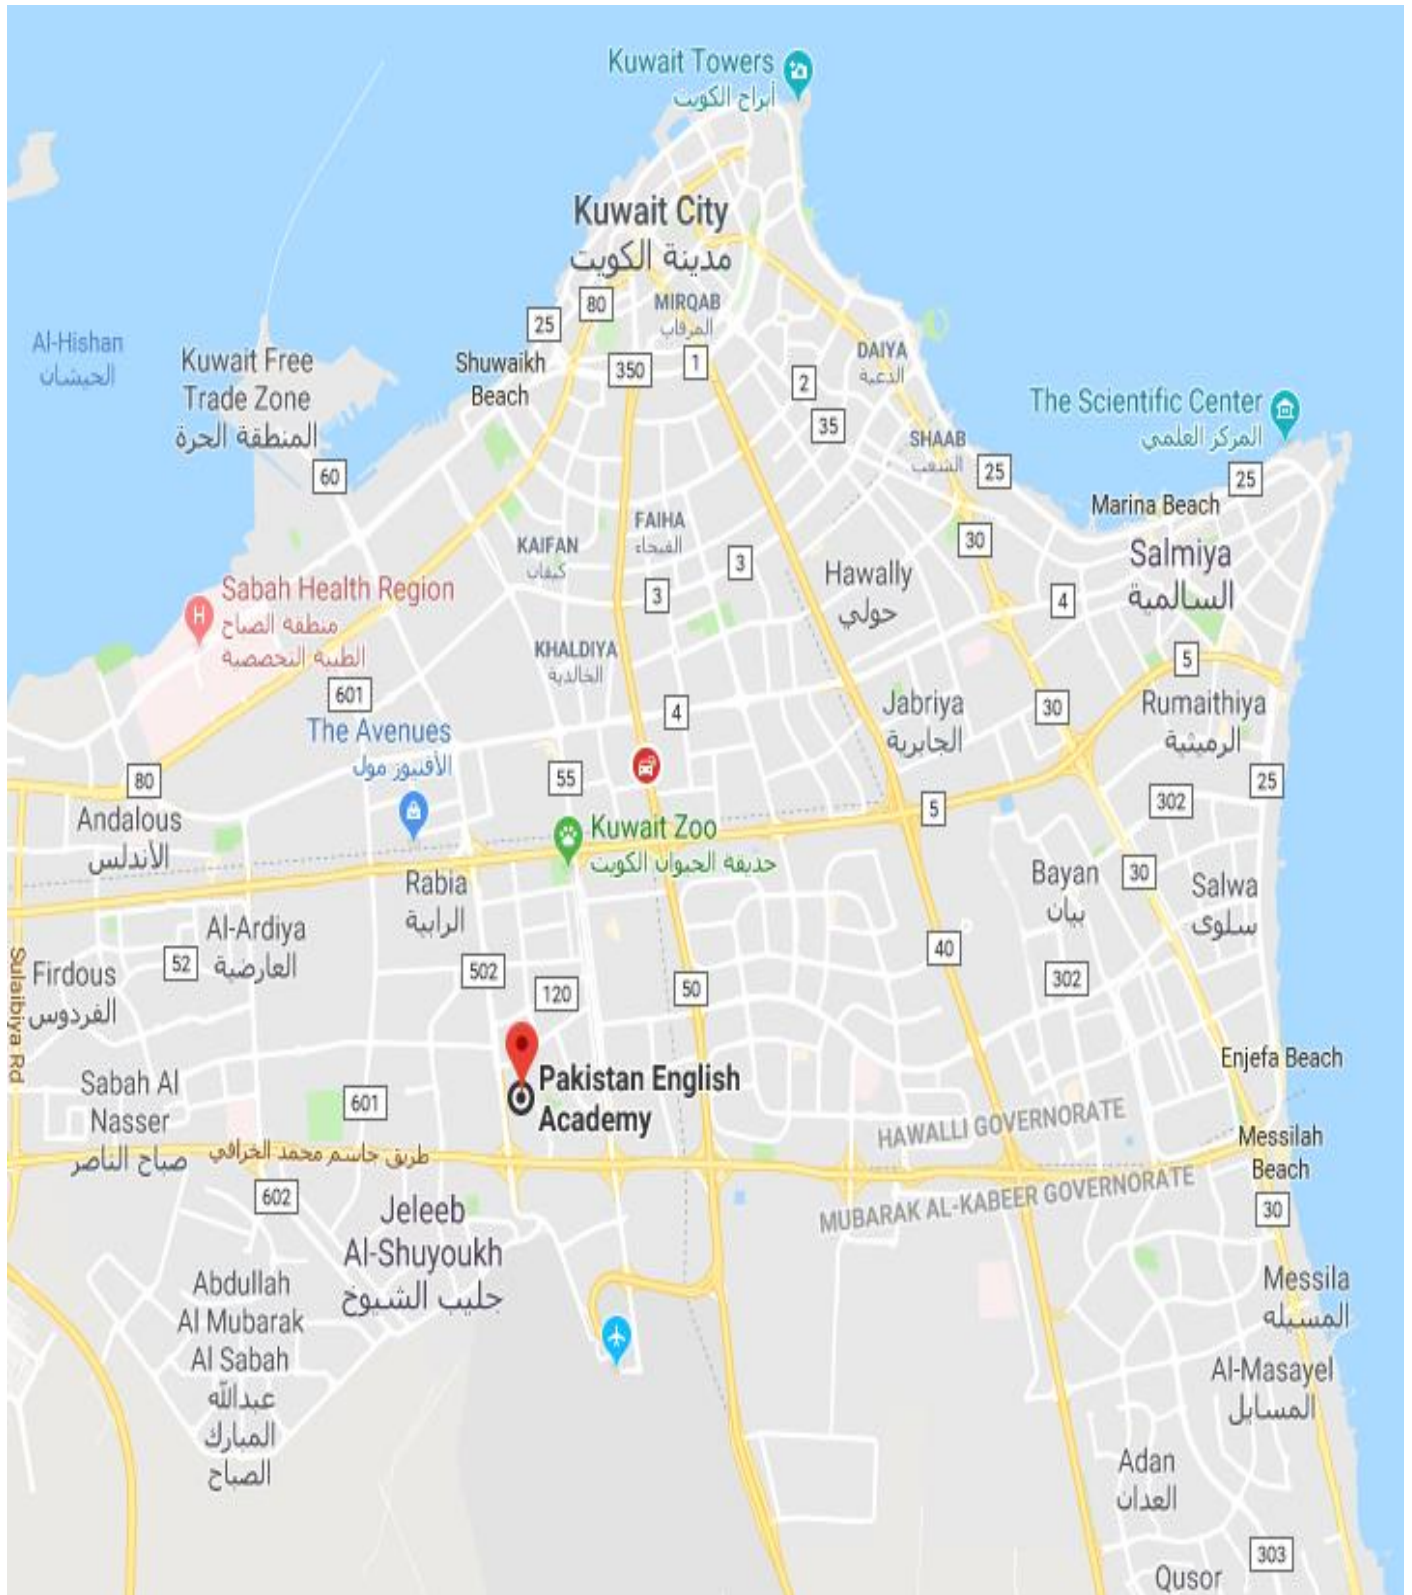 Kuwait Towers
أبراج الكويت
Kuwait City
مدينة الكويت
80
MIRQAB
المرقاب
25
Al-Hishan
الحيشان
Kuwait Free
Trade Zone
المنطقة الحرة
Shuwaikh
Beach
350
1
DAIYA
الدعية
2
35
The Scientific Center
المركز العلمي
SHAAB
الشعب
60
25
25
Marina Beach
FAIHA
الفيحاء
KAIFAN
كيفان
3
30
Salmiya
السالمية
Hawally
حولي
Sabah Health Region
منطقة الصباح
الطبية التخصصية
3
4
KHALDIYA
الخالدية
5
601
4
Jabriya
الجابرية
30
Rumaithiya
الرميثية
The Avenues
الأفنيوز مول
80
55
25
302
Andalous
الأندلس
5
Kuwait Zoo
حديقة الحيوان الكويت
Rabia
الرابية
Bayan
بيان
30
Salwa
سلوى
Al-Ardiya
العارضية
52
Firdous
الفردوس
502
120
50
40
302
Sulaibiya Rd
Enjefa Beach
Sabah Al
Nasser
صباح الناصر
601
Pakistan English
Academy
HAWALLI GOVERNORATE
طريق جاسم محمد الخرافي
Messilah
Beach
MUBARAK AL-KABEER GOVERNORATE
602
Jeleeb
Al-Shuyoukh
جليب الشيوخ
30
Abdullah
Al Mubarak
Al Sabah
عبدالله
المبارك
الصباح
Messila
المسيله
Al-Masayel
المسايل
Adan
العدان
303
Qusor